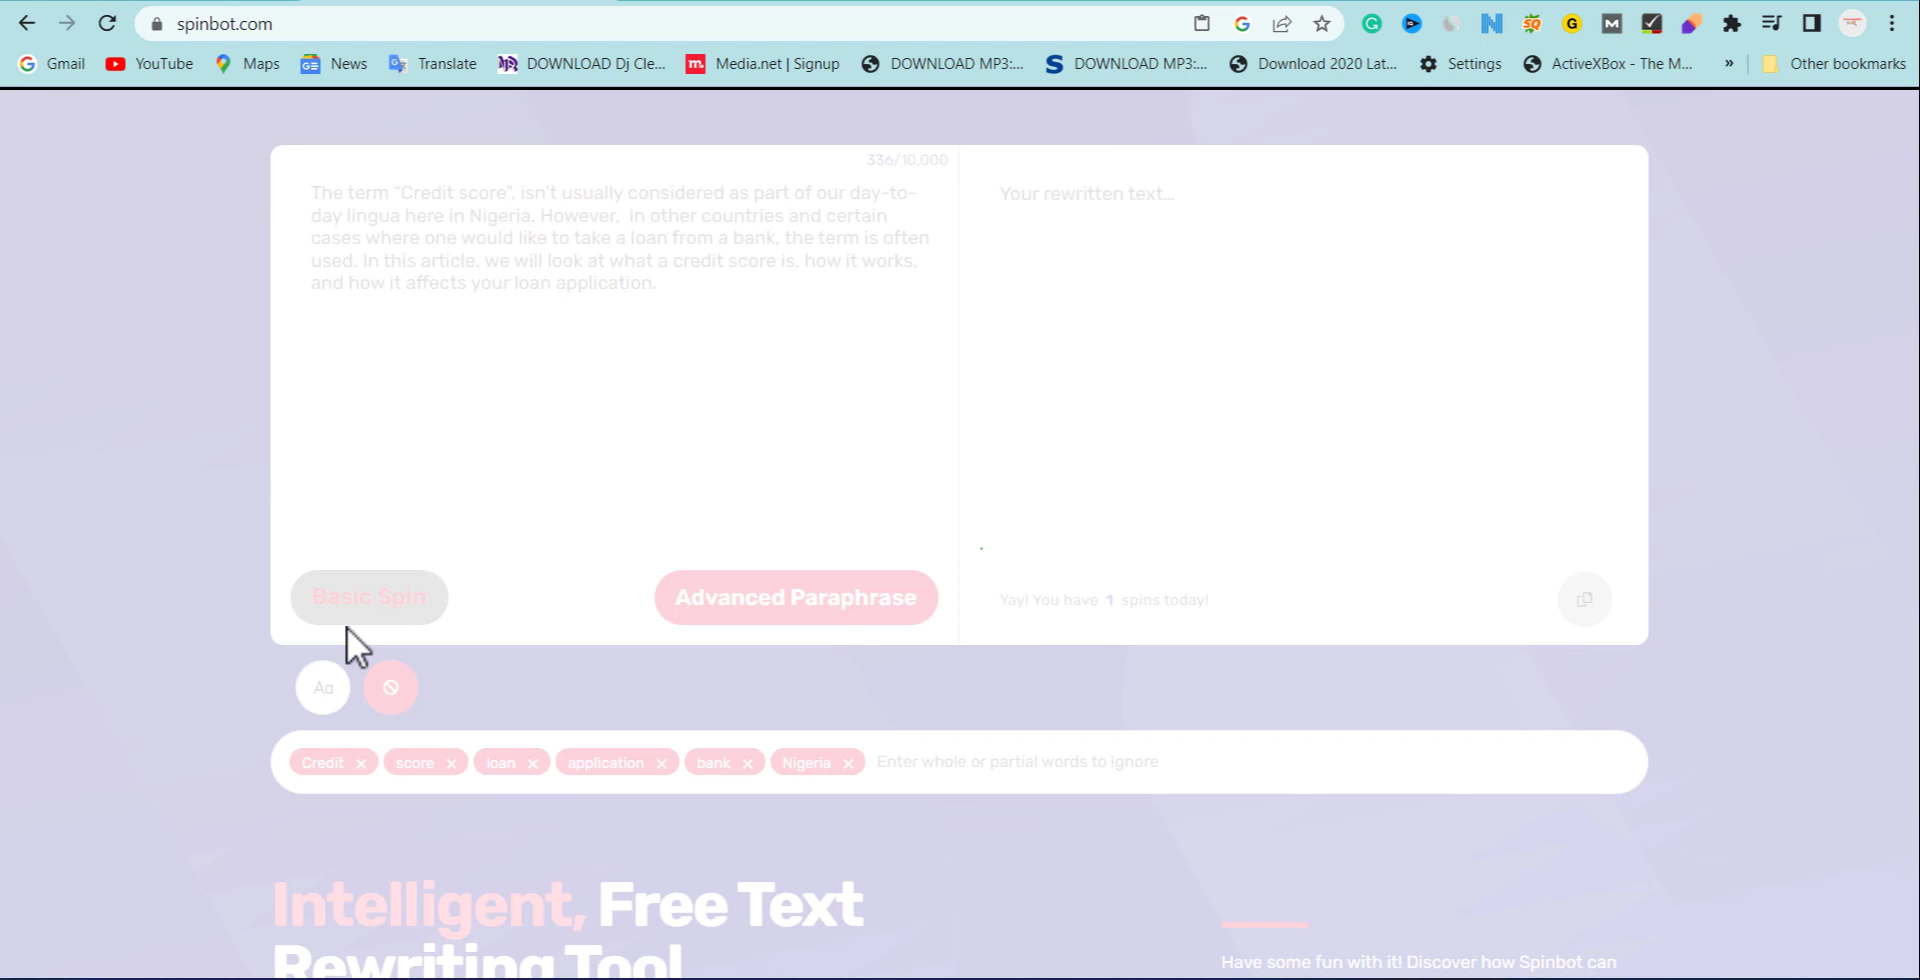 spinbot.com
Gmail
YouTube
Maps
News
Translate
DOWNLOAD Dj Cle...
Media.net | Signup
DOWNLOAD MP3:...
DOWNLOAD MP3:...
Download 2020 Lat...
Settings
ActiveXBox - The M...
»
Other bookmarks
336/10,000
The term “Credit score”, isn't usually considered as part of our day-to-
day lingua here in Nigeria. However, in other countries and certain
cases where one would like to take a loan from a bank, the term is often
used. In this article, we will look at what a credit score is, how it works,
and how it affects your loan application.
Your rewritten text...
Basic Spin
Advanced Paraphrase
Yay! You have 1 spins today!
Aa
Credit
score
loan
application
bank
Nigeria
Enter whole or partial words to ignore
Intelligent, Free Text
Rewriting Tool
Have some fun with it! Discover how Spinbot can